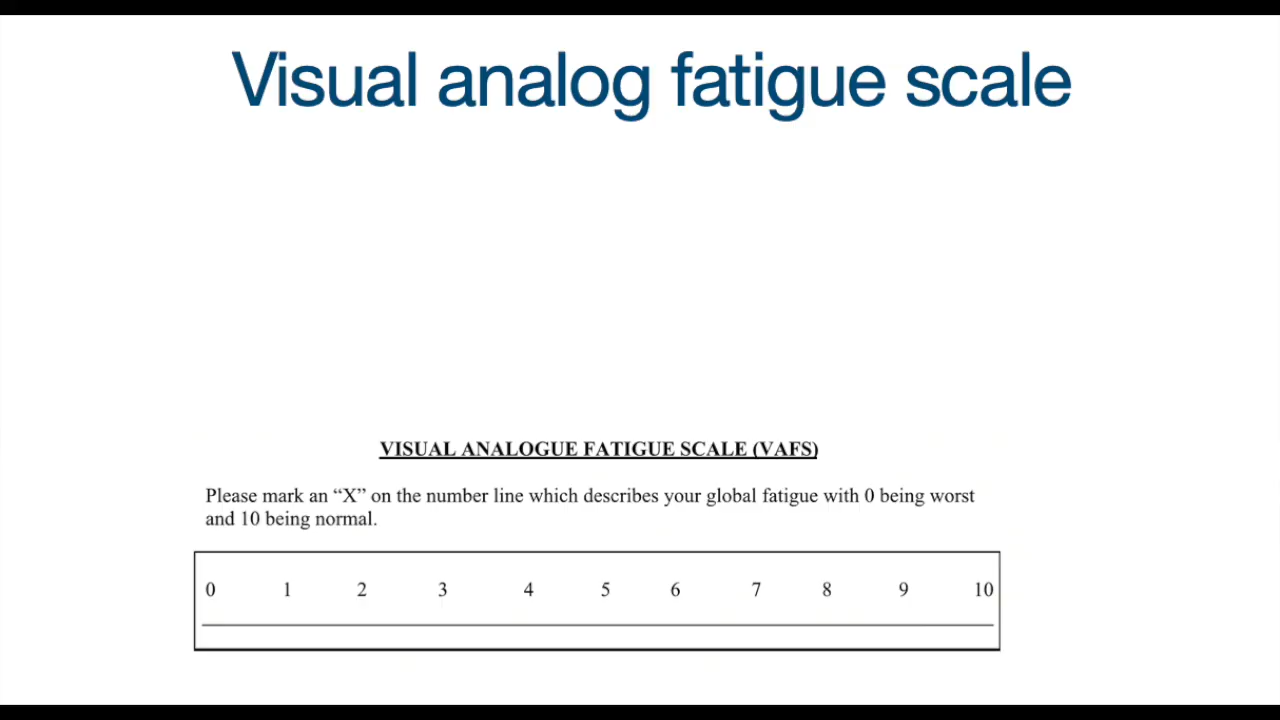 Visual analog fatigue scale
VISUAL ANALOGUE FATIGUE SCALE (VAFS)
Please mark an “X” on the number line which describes your global fatigue with 0 being worst
and 10 being normal.
0 1 2 3 4 5 6 7 8 9 10